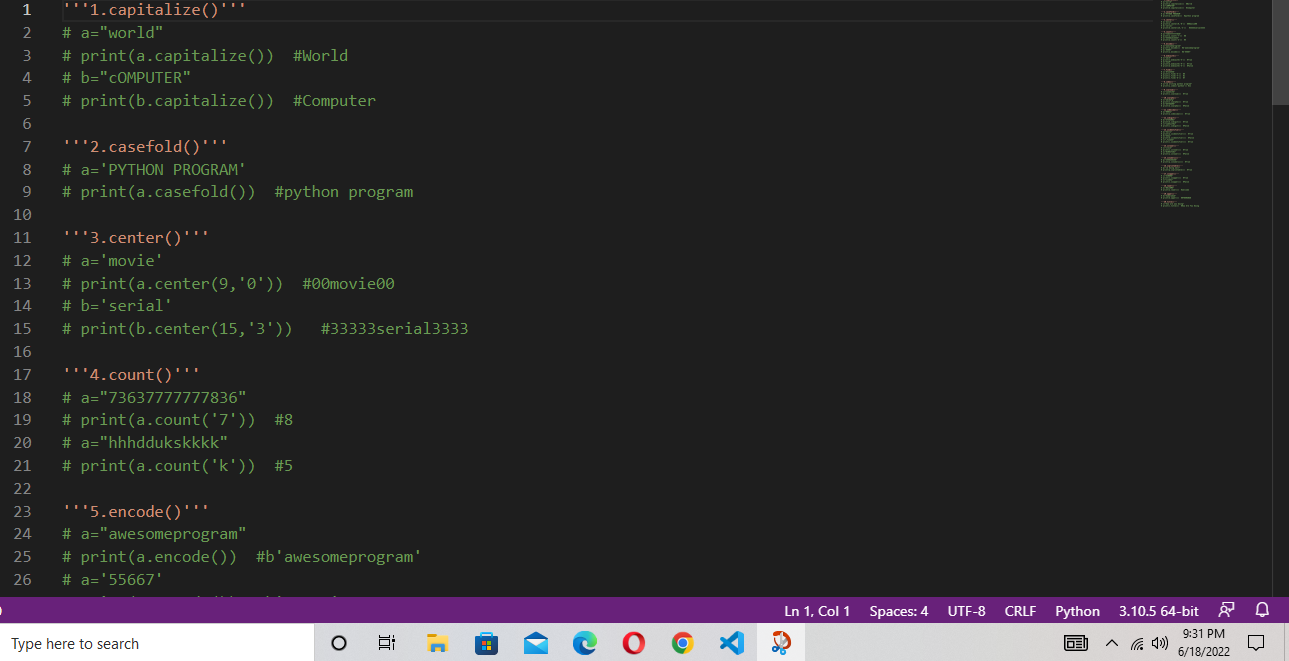 1 '''1.capitalize()'''
2 # a="world"
3 # print(a.capitalize())  #World
4 # b="cOMPUTER"
5 # print(b.capitalize())  #Computer
6
7 '''2.casefold()'''
8 # a='PYTHON PROGRAM'
9 # print(a.casefold())  #python program
10
11 '''3.center()'''
12 # a='movie'
13 # print(a.center(9,'0'))  #00movie00
14 # b='serial'
15 # print(b.center(15,'3'))   #33333serial3333
16
17 '''4.count()'''
18 # a="73637777777836"
19 # print(a.count('7'))  #8
20 # a="hhhddukskkkk"
21 # print(a.count('k'))  #5
22
23 '''5.encode()'''
24 # a="awesomeprogram"
25 # print(a.encode())  #b'awesomeprogram'
26 # a='55667'
Ln 1, Col 1 Spaces: 4 UTF-8 CRLF Python 3.10.5 64-bit
Type here to search
9:31 PM
6/18/2022